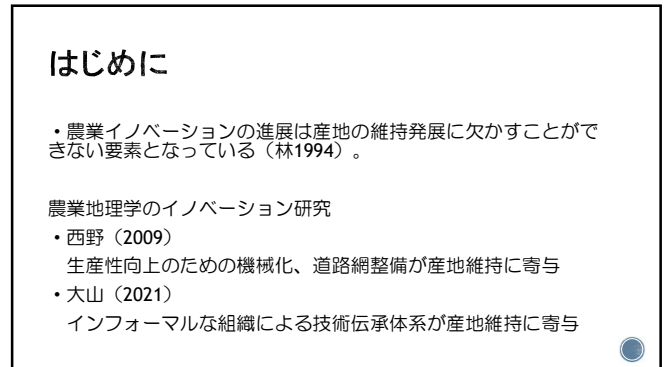 はじめに
・農業イノベーションの進展は産地の維持発展に欠かすことがで
きない要素となっている（林1994）。
農業地理学のイノベーション研究
・西野（2009）
生産性向上のための機械化、道路網整備が産地維持に寄与
・大山（2021）
インフォーマルな組織による技術伝承体系が産地維持に寄与